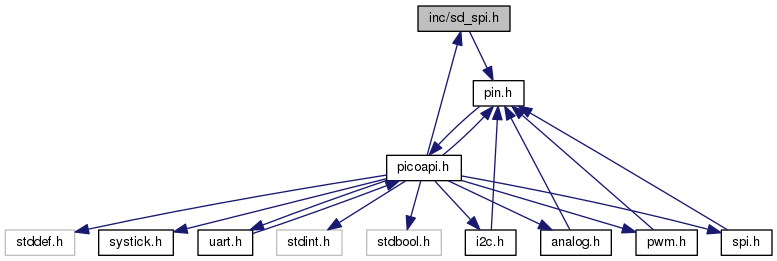 inc/sd_spi.h
pin.h
picoapi.h
stddef.h
systick.h
uart.h
stdint.h
stdbool.h
i2c.h
analog.h
pwm.h
spi.h